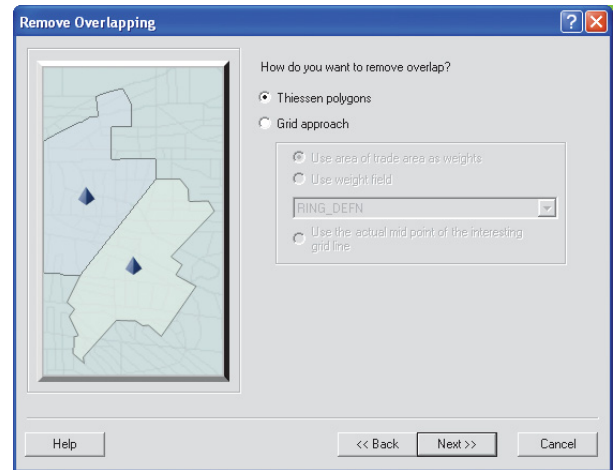 Remove Overlapping
How do you want to remove overlap?
Thiessen polygons
Grid approach
Use area of trade area as weights
Use weight field
RING_DEFN
Use the actual mid point of the interesting
grid line
Help
<< Back
Next >>
Cancel